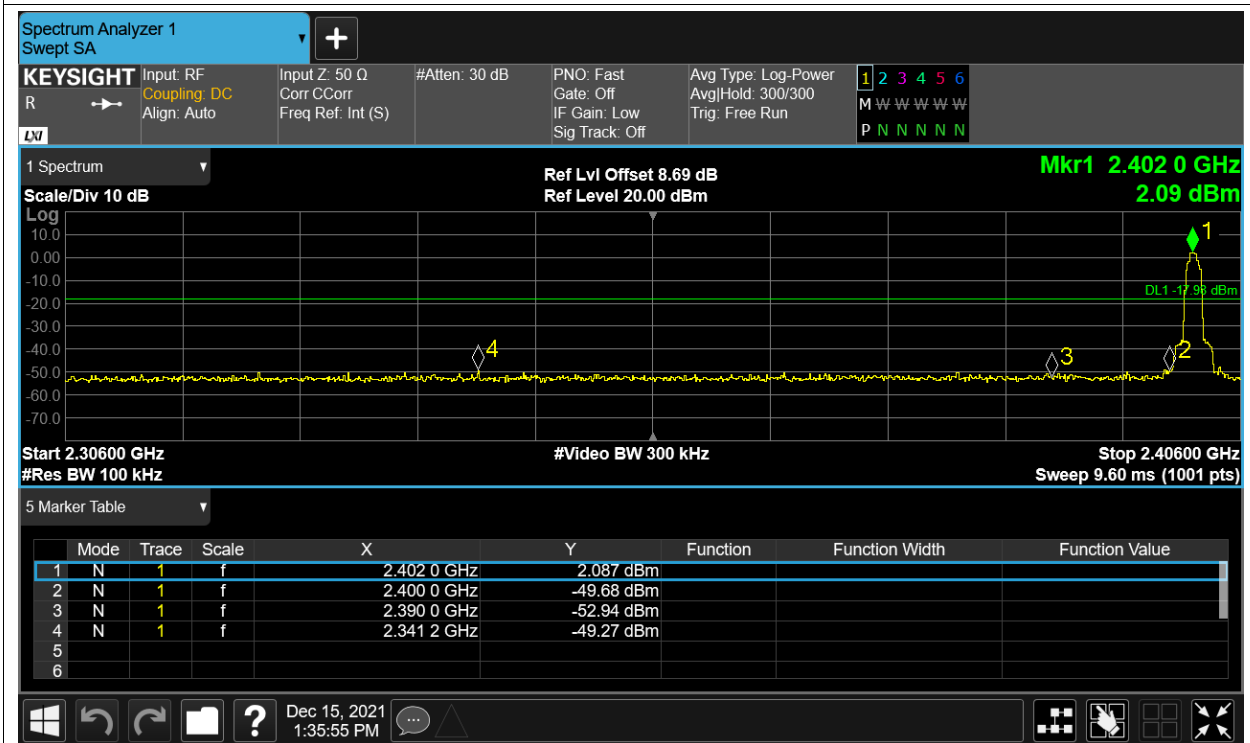 Spectrum Analyzer 1
Swept SA
KEYSIGHT Input: RF Input Z: 50 Ω #Atten: 30 dB PNO: Fast Avg Type: Log-Power 1 2 3 4 5 6
R Coupling: DC Corr CCorr Gate: Off Avg|Hold: 300/300 M W W W W W
Align: Auto Freq Ref: Int (S) IF Gain: Low Trig: Free Run
LXI Sig Track: Off P N N N N N
1 Spectrum Ref Lvl Offset 8.69 dB Mkr1 2.402 0 GHz
Scale/Div 10 dB Ref Level 20.00 dBm 2.09 dBm
Log
10.0 1
0.00
-10.0
DL1 -17.98 dBm
-20.0
-30.0
-40.0 4 3 2
-50.0
-60.0
-70.0
Start 2.30600 GHz #Video BW 300 kHz Stop 2.40600 GHz
#Res BW 100 kHz Sweep 9.60 ms (1001 pts)
5 Marker Table
Mode Trace Scale X Y Function Function Width Function Value
1 N 1 f 2.402 0 GHz 2.087 dBm
2 N 1 f 2.400 0 GHz -49.68 dBm
3 N 1 f 2.390 0 GHz -52.94 dBm
4 N 1 f 2.341 2 GHz -49.27 dBm
5
6
? Dec 15, 2021
1:35:55 PM